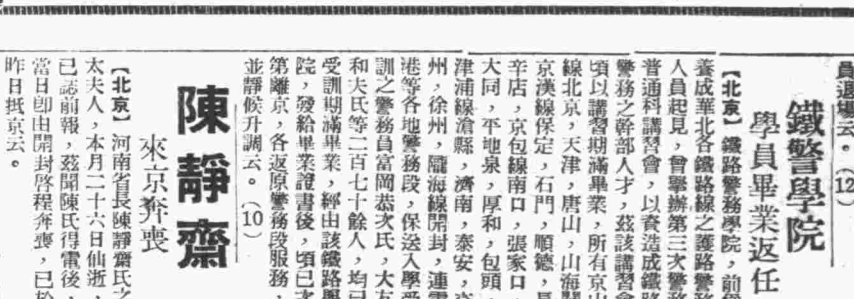 員退場云。(12)
鐵警學院
學員畢業返任
【北京】鐵路警務學院,前
養成華北各鐵路線之護路警務
人員起見,曾舉辦第三次警務
普通科講習會,以資造成鐵路
警務之幹部人才,茲該講習會
頃以講習期滿畢業,所有京山
線北京,天津,唐山,山海關
京漢線保定,石門,順德,
辛店,京包線南口,張家口,
大同,平地泉,厚和,包頭,
津浦線滄縣,濟南,泰安,
州,徐州,隴海線開封,連雲
港等各地警務段,保送入學受
訓之警務員富岡恭次氏,大友
和夫氏等二百七十餘人,均已
受訓期滿畢業,經由該鐵路學
院,發給畢業證書後,頃已次
第離京,各返原警務段服務,
並靜候升調云。(10)
陳靜齋
來京奔喪
【北京】河南省長陳靜齋氏之
太夫人,本月二十六日仙逝,
已誌前報,茲聞陳氏得電後,
當日卽由開封啓程奔喪,已於
昨日抵京云。